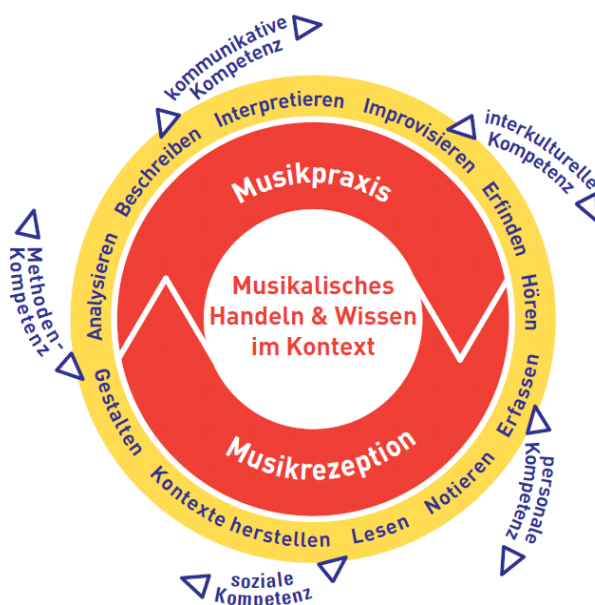 kommunikative
Kompetenz
interkulturelle
Kompetenz
personale
Kompetenz
soziale
Kompetenz
Methoden-
Kompetenz
Interpretieren
Improvisieren
Erfinden
Hören
Erfassen
Notieren
Lesen
Kontexte herstellen
Gestalten
Analysieren
Beschreiben
Musikpraxis
Musikalisches
Handeln & Wissen
im Kontext
Musikrezeption